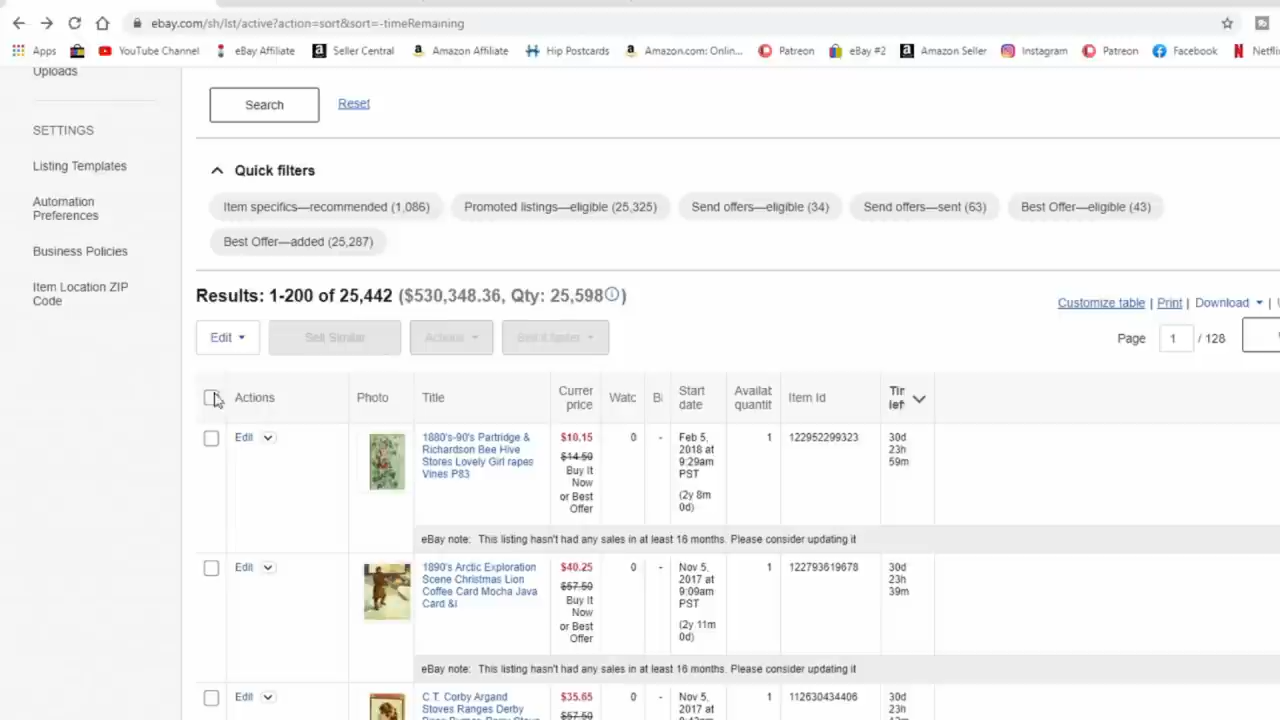 ebay.com/sh/lst/active?action=sort&sort=-timeRemaining
Apps YouTube Channel eBay Affiliate Seller Central Amazon Affiliate Hip Postcards Amazon.com: Onlin... Patreon eBay #2 Amazon Seller Instagram Patreon Facebook Netfli
Uploads
SETTINGS
Listing Templates
Automation
Preferences
Business Policies
Item Location ZIP
Code
Search Reset
Quick filters
Item specifics—recommended (1,086) Promoted listings—eligible (25,325) Send offers—eligible (34) Send offers—sent (63) Best Offer—eligible (43)
Best Offer—added (25,287)
Results: 1-200 of 25,442 ($530,348.36, Qty: 25,598)
Customize table | Print | Download |
Edit Sell Similar Actions Sell it faster
Page 1 / 128
Actions Photo Title Currer price Watc Bi Start date Availat quantit Item Id Tin left
Edit
1880's-90's Partridge &
Richardson Bee Hive
Stores Lovely Girl rapes
Vines P83
$10.15
$14.50
Buy It
Now
or Best
Offer
0 -
Feb 5,
2018 at
9:29am
PST
(2y 8m
0d)
1
122952299323
30d
23h
59m
eBay note: This listing hasn't had any sales in at least 16 months. Please consider updating it
Edit
1890's Arctic Exploration
Scene Christmas Lion
Coffee Card Mocha Java
Card &I
$40.25
$57.50
Buy It
Now
or Best
Offer
0 -
Nov 5,
2017 at
9:09am
PST
(2y 11m
0d)
1
122793619678
30d
23h
39m
eBay note: This listing hasn't had any sales in at least 16 months. Please consider updating it
Edit
C.T. Corby Argand
Stoves Ranges Derby
$35.65
$57.50
0 -
Nov 5,
2017 at
1
112630434406
30d
23h